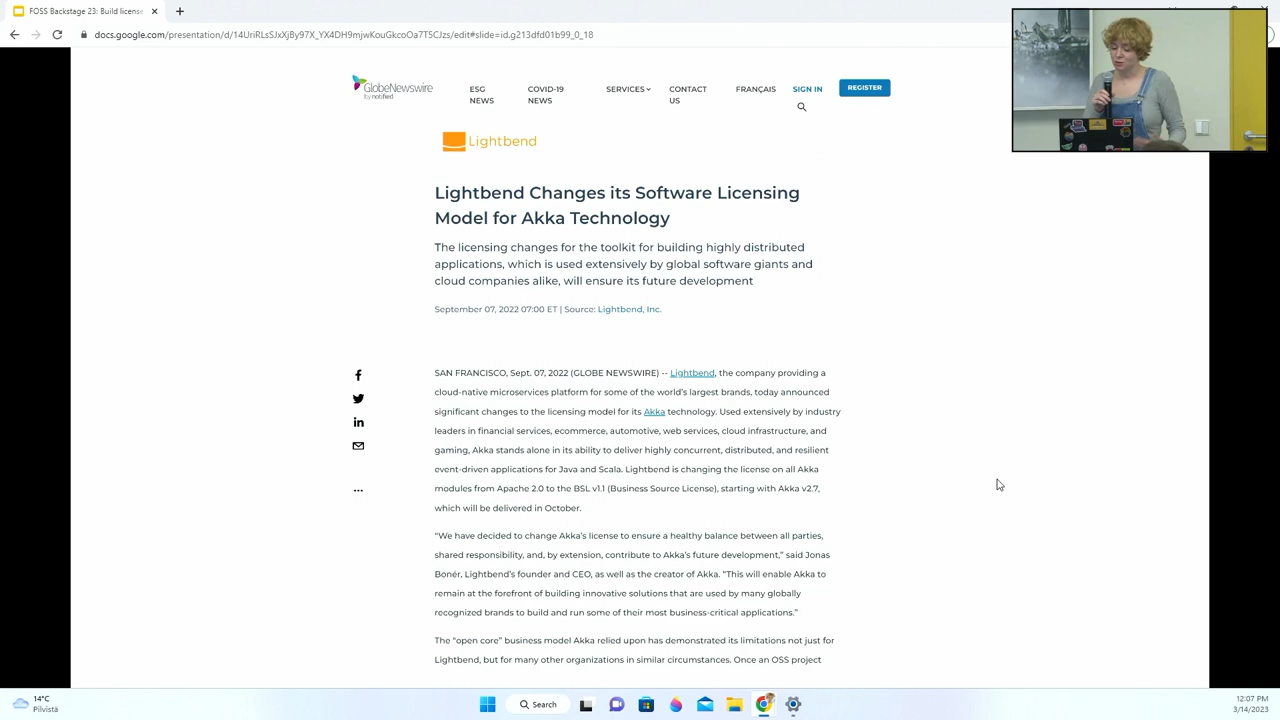 FOSS Backstage 23: Build license
docs.google.com/presentation/d/14UriRLsSJxXjBy97X_YX4DH9mjwKouGkcoOa7T5CJzs/edit#slide=id.g213dfd01b99_0_18
GlobeNewswire
by notified
ESG NEWS
COVID-19 NEWS
SERVICES
CONTACT US
FRANÇAIS
SIGN IN
REGISTER
Lightbend
Lightbend Changes its Software Licensing
Model for Akka Technology
The licensing changes for the toolkit for building highly distributed
applications, which is used extensively by global software giants and
cloud companies alike, will ensure its future development
September 07, 2022 07:00 ET | Source: Lightbend, Inc.
SAN FRANCISCO, Sept. 07, 2022 (GLOBE NEWSWIRE) -- Lightbend, the company providing a
cloud-native microservices platform for some of the world's largest brands, today announced
significant changes to the licensing model for its Akka technology. Used extensively by industry
leaders in financial services, ecommerce, automotive, web services, cloud infrastructure, and
gaming, Akka stands alone in its ability to deliver highly concurrent, distributed, and resilient
event-driven applications for Java and Scala. Lightbend is changing the license on all Akka
modules from Apache 2.0 to the BSL v1.1 (Business Source License), starting with Akka v2.7,
which will be delivered in October.
“We have decided to change Akka's license to ensure a healthy balance between all parties,
shared responsibility, and, by extension, contribute to Akka's future development,” said Jonas
Bonér, Lightbend's founder and CEO, as well as the creator of Akka. “This will enable Akka to
remain at the forefront of building innovative solutions that are used by many globally
recognized brands to build and run some of their most business-critical applications.”
The “open core” business model Akka relied upon has demonstrated its limitations not just for
Lightbend, but for many other organizations in similar circumstances. Once an OSS project
14°C
Pilvistä
Search
12:07 PM
3/14/2023